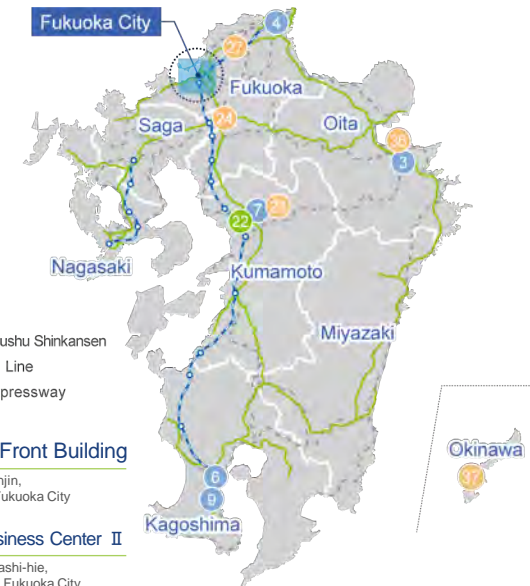 Fukuoka City
4
27
Fukuoka
Saga
24
Oita
36
3
7
22
Nagasaki
Kumamoto
ushu Shinkansen
Line
pressway
Miyazaki
Front Building
njin,
Fukuoka City
Okinawa
37
6
9
Kagoshima
siness Center Ⅱ
ashi-hie,
Fukuoka City